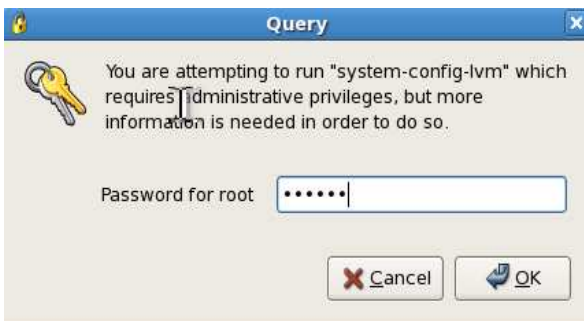 Query
You are attempting to run "system-config-lvm" which
requires administrative privileges, but more
information is needed in order to do so.
Password for root ••••••
Cancel OK